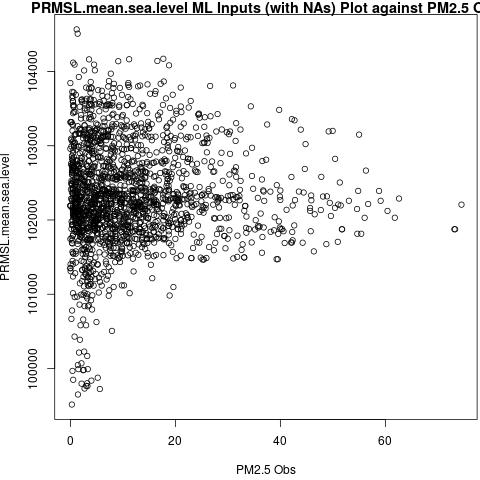 PRMSL.mean.sea.level ML Inputs (with NAs) Plot against PM2.5 O
PRMSL.mean.sea.level
104000
103000
102000
101000
100000
0 20 40 60
PM2.5 Obs